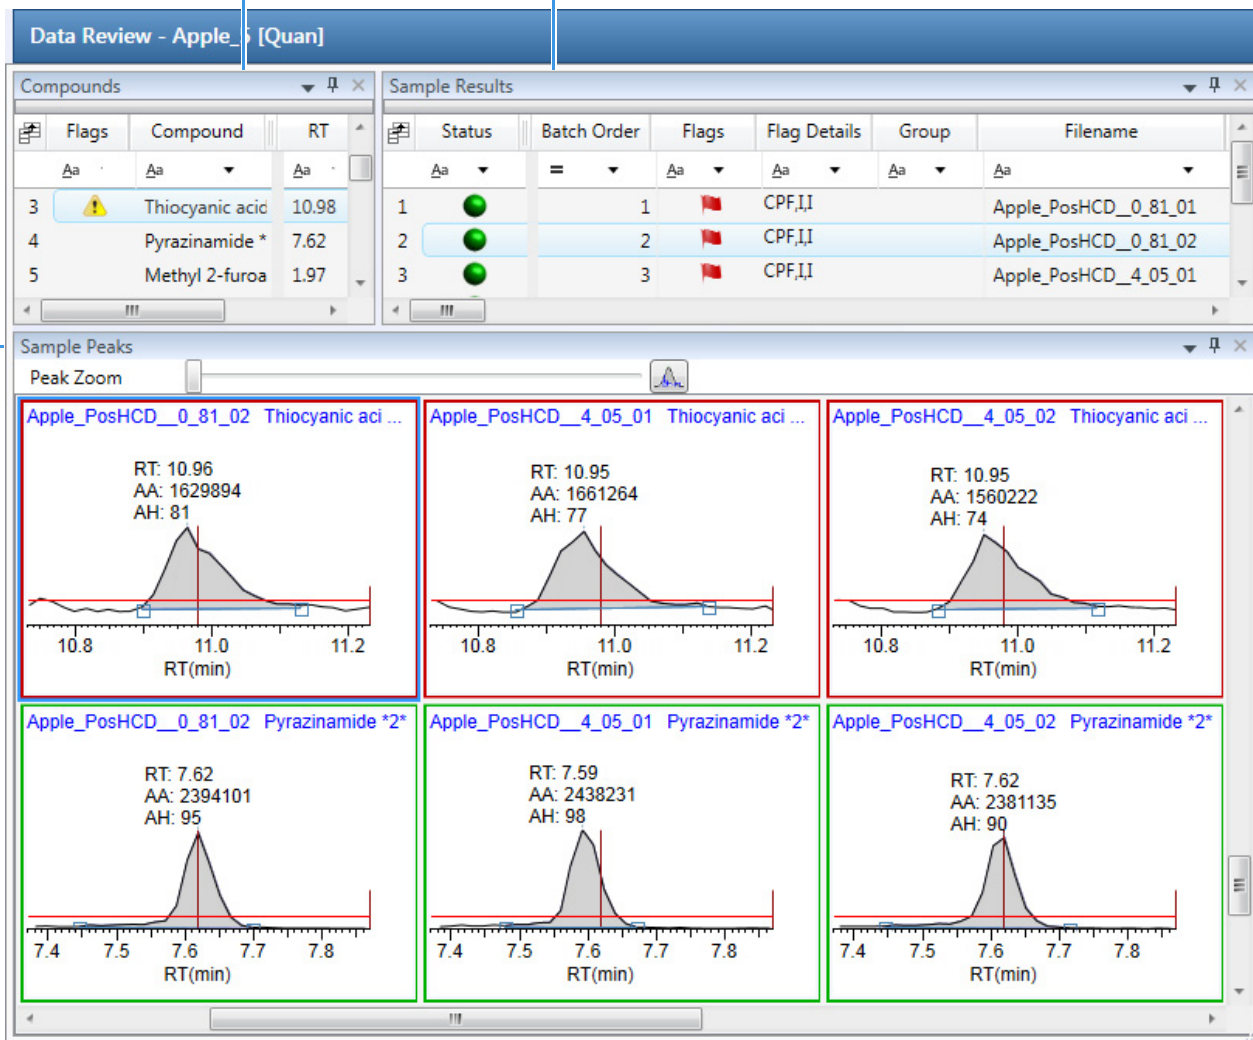 Data Review - Apple_5 [Quan]
Compounds
Sample Results
Flags Compound RT
Status Batch Order Flags Flag Details Group Filename
Aa Aa Aa
Aa = Aa Aa Aa Aa
3 Thiocyanic acid 10.98
1 1 CPF,I,I Apple_PosHCD__0_81_01
4 Pyrazinamide * 7.62
2 2 CPF,I,I Apple_PosHCD__0_81_02
5 Methyl 2-furoa 1.97
3 3 CPF,I,I Apple_PosHCD__4_05_01
Sample Peaks
Peak Zoom
Apple_PosHCD__0_81_02 Thiocyanic aci ...
RT: 10.96
AA: 1629894
AH: 81
10.8 11.0 11.2
RT(min)
Apple_PosHCD__4_05_01 Thiocyanic aci ...
RT: 10.95
AA: 1661264
AH: 77
10.8 11.0 11.2
RT(min)
Apple_PosHCD__4_05_02 Thiocyanic aci ...
RT: 10.95
AA: 1560222
AH: 74
10.8 11.0 11.2
RT(min)
Apple_PosHCD__0_81_02 Pyrazinamide *2*
RT: 7.62
AA: 2394101
AH: 95
7.4 7.5 7.6 7.7 7.8
RT(min)
Apple_PosHCD__4_05_01 Pyrazinamide *2*
RT: 7.59
AA: 2438231
AH: 98
7.4 7.5 7.6 7.7 7.8
RT(min)
Apple_PosHCD__4_05_02 Pyrazinamide *2*
RT: 7.62
AA: 2381135
AH: 90
7.4 7.5 7.6 7.7 7.8
RT(min)